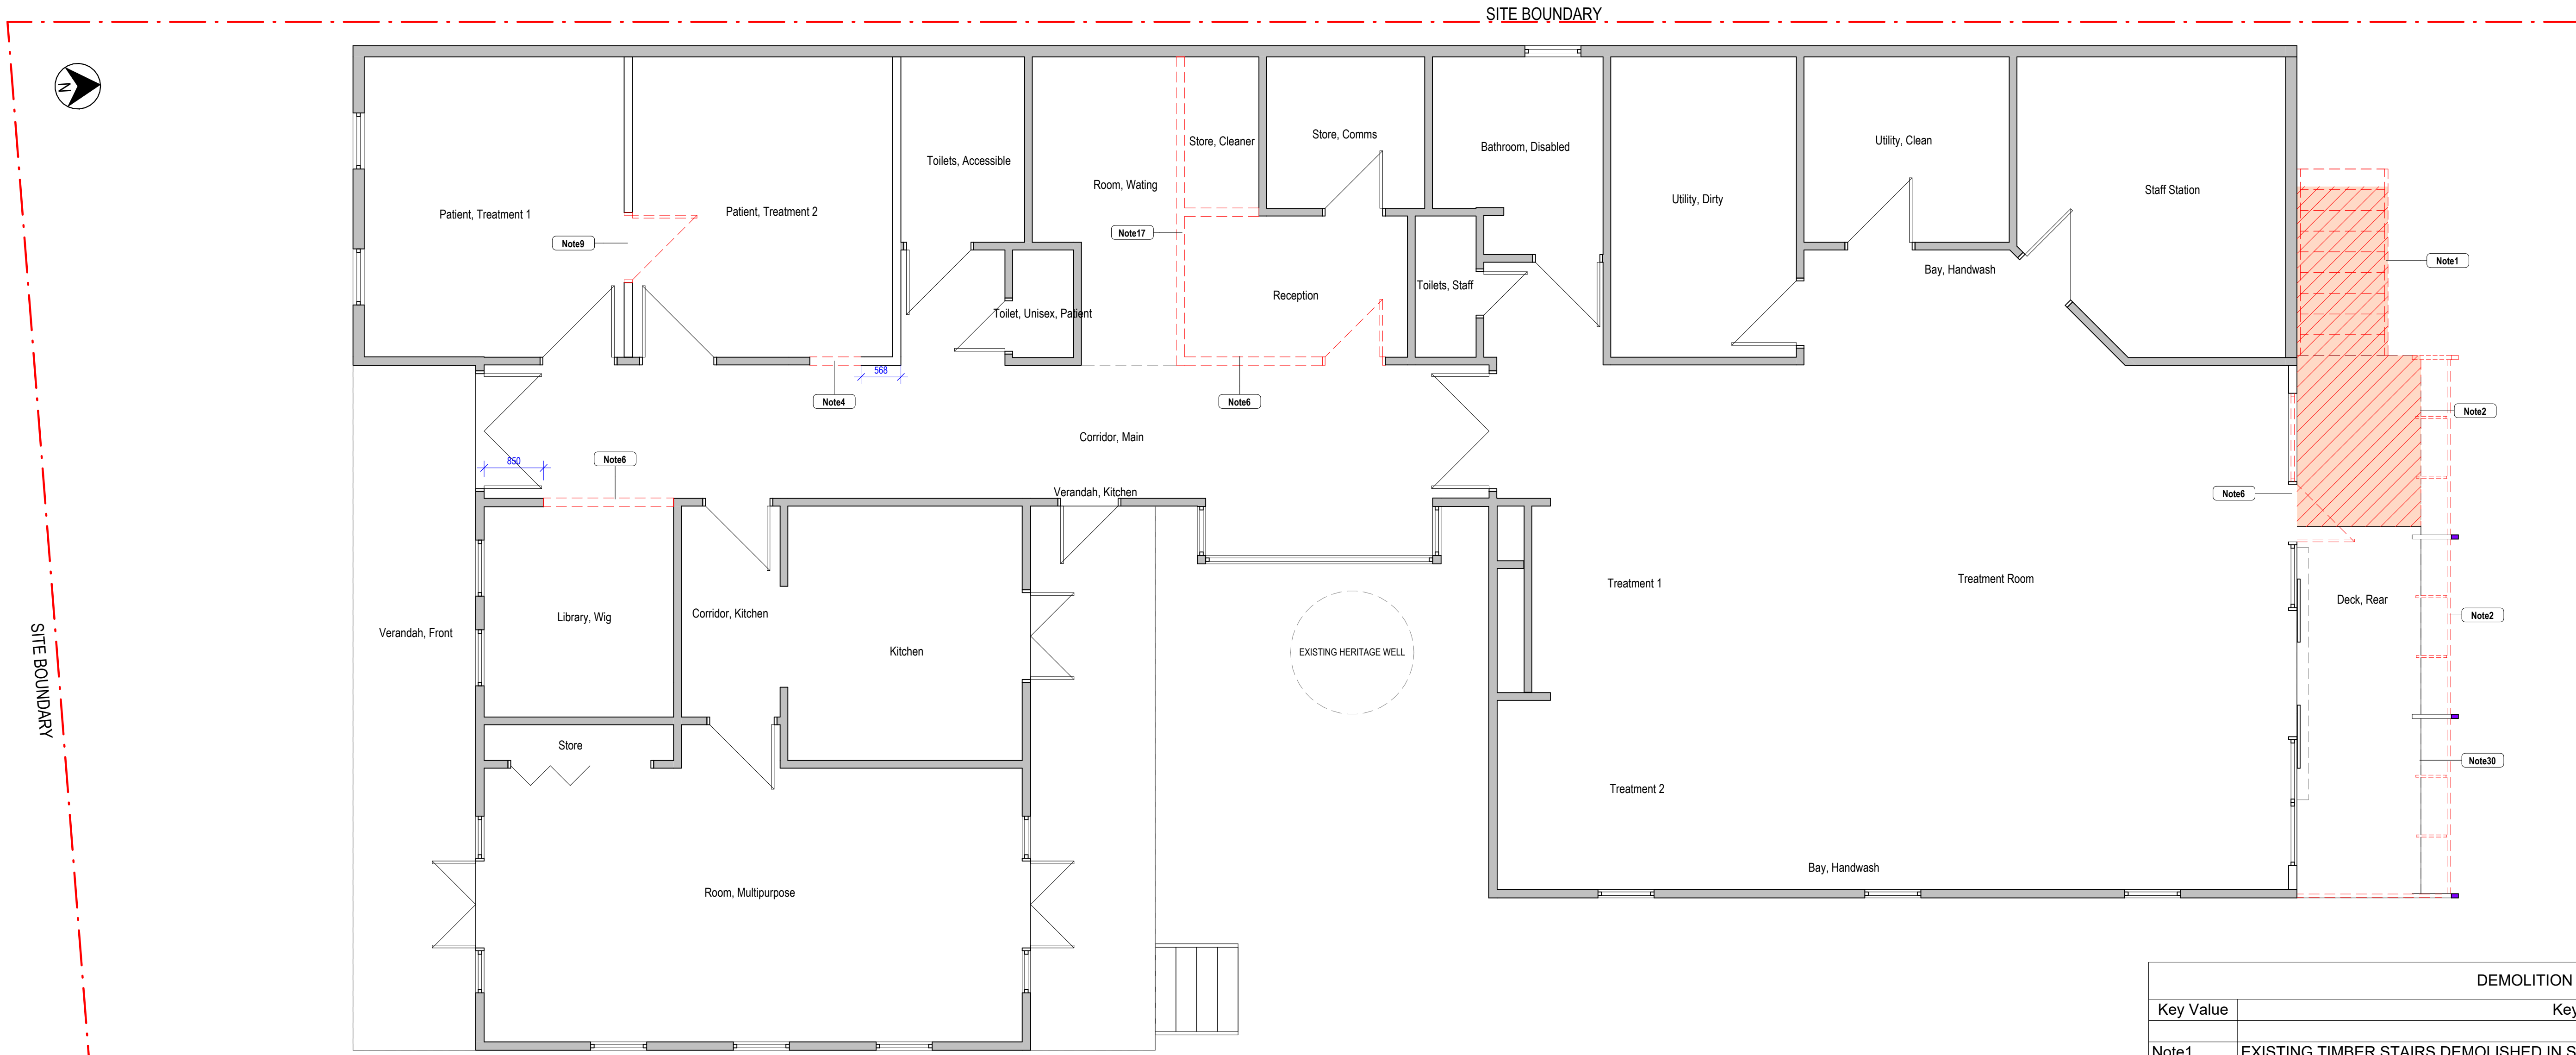 SITE BOUNDARY
N
Patient, Treatment 1
Patient, Treatment 2
Toilets, Accessible
Room, Wating
Store, Cleaner
Store, Comms
Bathroom, Disabled
Utility, Dirty
Utility, Clean
Staff Station
Note9
Note17
Note1
Bay, Handwash
Toilets, Staff
Reception
Toilet, Unisex, Patient
568
Note4
Note6
Note2
Corridor, Main
850
Note6
Verandah, Kitchen
Note6
Treatment 1
Treatment Room
Deck, Rear
Note2
Library, Wig
Corridor, Kitchen
Verandah, Front
Kitchen
EXISTING HERITAGE WELL
SITE BOUNDARY
Store
Note30
Treatment 2
Bay, Handwash
Room, Multipurpose
DEMOLITION
Key Value
Key
Note1
EXISTING TIMBER STAIRS DEMOLISHED IN S